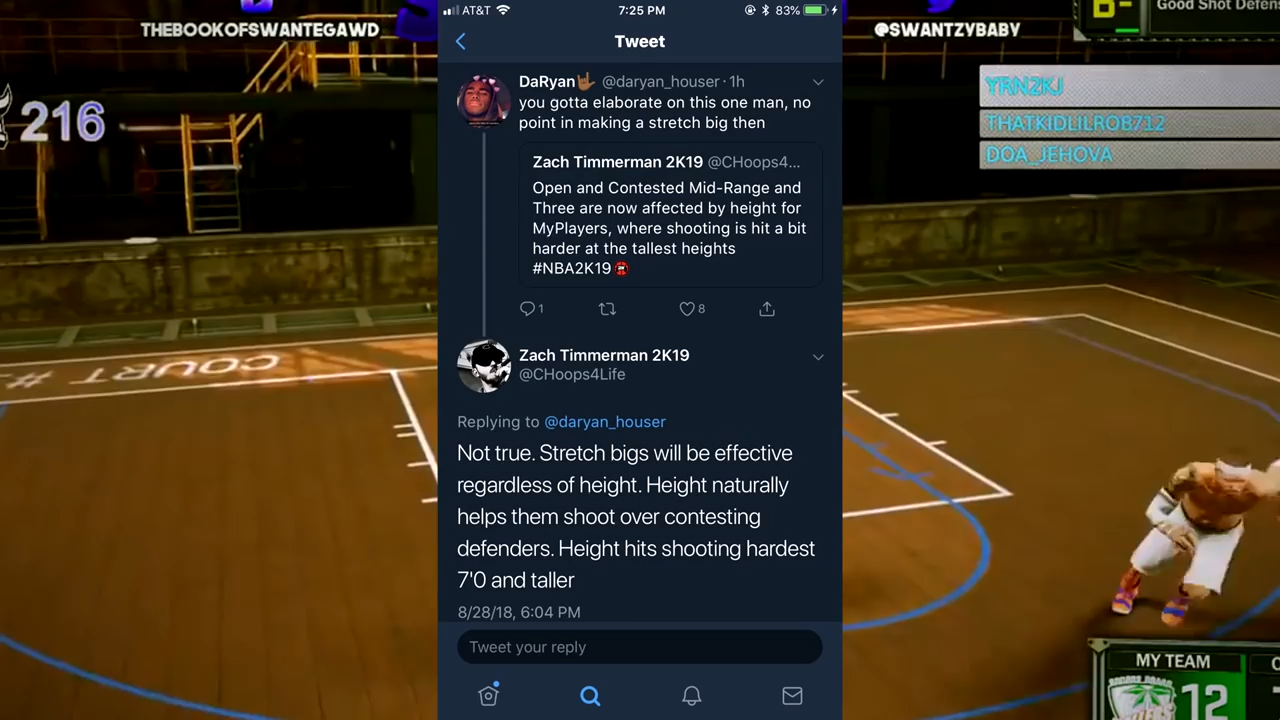 THEBOOKOFSWANTEGAWD
@SWANTZYBABY
216
B-
Good Shot Defens
YRN2KJ
THATKIDLILROB712
DOA_JEHOVA
COURT #
MY TEAM
12
AT&T
7:25 PM
83%
Tweet
DaRyan @daryan_houser · 1h
you gotta elaborate on this one man, no
point in making a stretch big then
Zach Timmerman 2K19 @CHoops4...
Open and Contested Mid-Range and
Three are now affected by height for
MyPlayers, where shooting is hit a bit
harder at the tallest heights
#NBA2K19
1
8
Zach Timmerman 2K19
@CHoops4Life
Replying to @daryan_houser
Not true. Stretch bigs will be effective
regardless of height. Height naturally
helps them shoot over contesting
defenders. Height hits shooting hardest
7'0 and taller
8/28/18, 6:04 PM
Tweet your reply